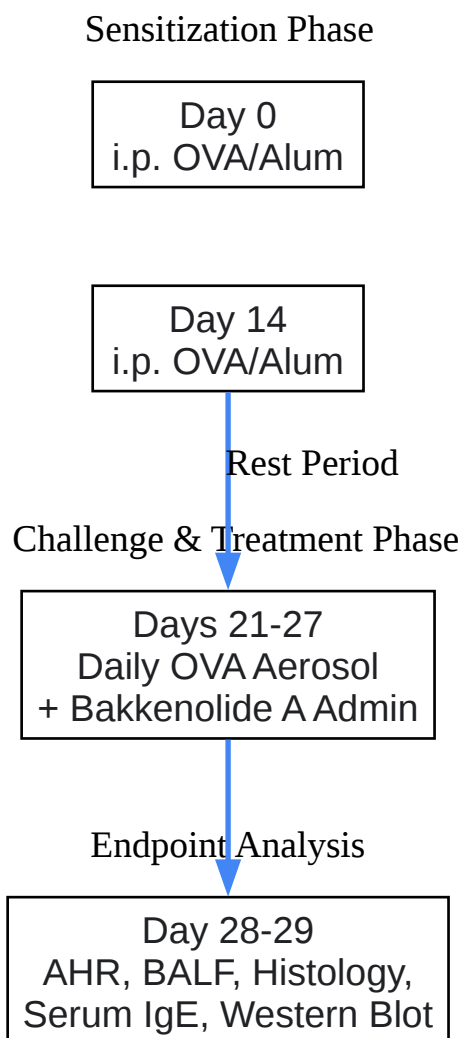 Sensitization Phase
Day 0
i.p. OVA/Alum
Day 14
i.p. OVA/Alum
Rest Period
Challenge & Treatment Phase
Days 21-27
Daily OVA Aerosol
+ Bakkenolide A Admin
Endpoint Analysis
Day 28-29
AHR, BALF, Histology,
Serum IgE, Western Blot